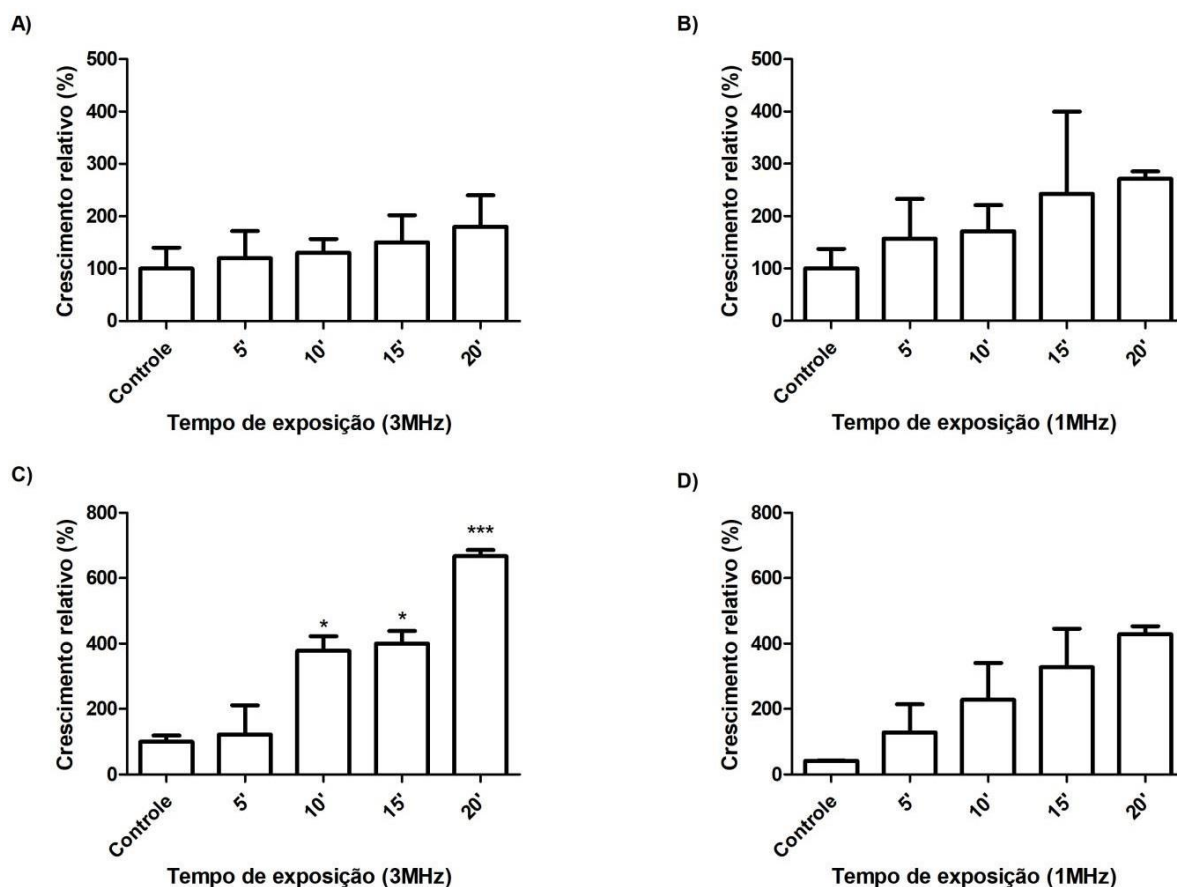 A)
Crescimento relativo (%)
500
400
300
200
100
0
Controle
5'
10'
15'
20'
Tempo de exposição (3MHz)
B)
Crescimento relativo (%)
500
400
300
200
100
0
Controle
5'
10'
15'
20'
Tempo de exposição (1MHz)
C)
Crescimento relativo (%)
800
600
400
200
0
*
*
***
Controle
5'
10'
15'
20'
Tempo de exposição (3MHz)
D)
Crescimento relativo (%)
800
600
400
200
0
Controle
5'
10'
15'
20'
Tempo de exposição (1MHz)